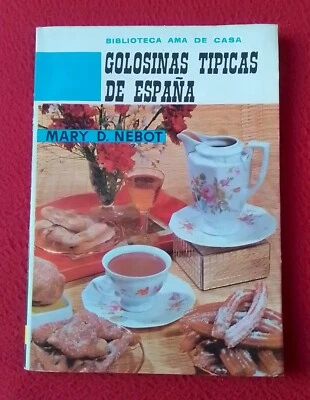 BIBLIOTECA AMA DE CASA
GOLOSINAS TIPICAS
DE ESPAÑA
MARY D. NEBOT